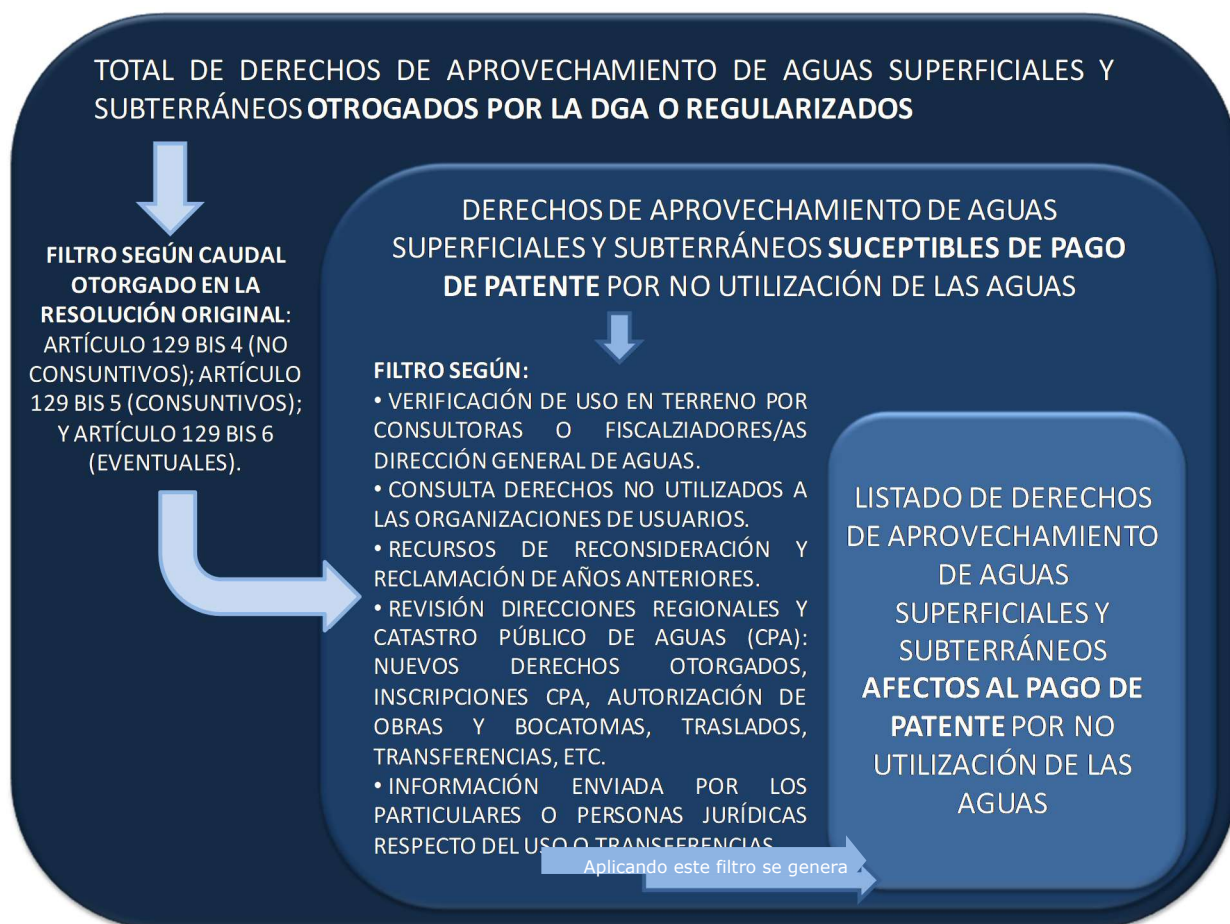 TOTAL DE DERECHOS DE APROVECHAMIENTO DE AGUAS SUPERFICIALES Y
SUBTERRÁNEOS OTROGADOS POR LA DGA O REGULARIZADOS
FILTRO SEGÚN CAUDAL
OTORGADO EN LA
RESOLUCIÓN ORIGINAL:
ARTÍCULO 129 BIS 4 (NO
CONSUNTIVOS); ARTÍCULO
129 BIS 5 (CONSUNTIVOS);
Y ARTÍCULO 129 BIS 6
(EVENTUALES).
DERECHOS DE APROVECHAMIENTO DE AGUAS
SUPERFICIALES Y SUBTERRÁNEOS SUCEPTIBLES DE PAGO
DE PATENTE POR NO UTILIZACIÓN DE LAS AGUAS
FILTRO SEGÚN:
• VERIFICACIÓN DE USO EN TERRENO POR
CONSULTORAS O FISCALZIADORES/AS
DIRECCIÓN GENERAL DE AGUAS.
• CONSULTA DERECHOS NO UTILIZADOS A
LAS ORGANIZACIONES DE USUARIOS.
• RECURSOS DE RECONSIDERACIÓN Y
RECLAMACIÓN DE AÑOS ANTERIORES.
• REVISIÓN DIRECCIONES REGIONALES Y
CATASTRO PÚBLICO DE AGUAS (CPA):
NUEVOS DERECHOS OTORGADOS,
INSCRIPCIONES CPA, AUTORIZACIÓN DE
OBRAS Y BOCATOMAS, TRASLADOS,
TRANSFERENCIAS, ETC.
• INFORMACIÓN ENVIADA POR LOS
PARTICULARES O PERSONAS JURÍDICAS
RESPECTO DEL USO O TRANSFERENCIAS
Aplicando este filtro se genera
LISTADO DE DERECHOS
DE APROVECHAMIENTO
DE AGUAS
SUPERFICIALES Y
SUBTERRÁNEOS
AFECTOS AL PAGO DE
PATENTE POR NO
UTILIZACIÓN DE LAS
AGUAS